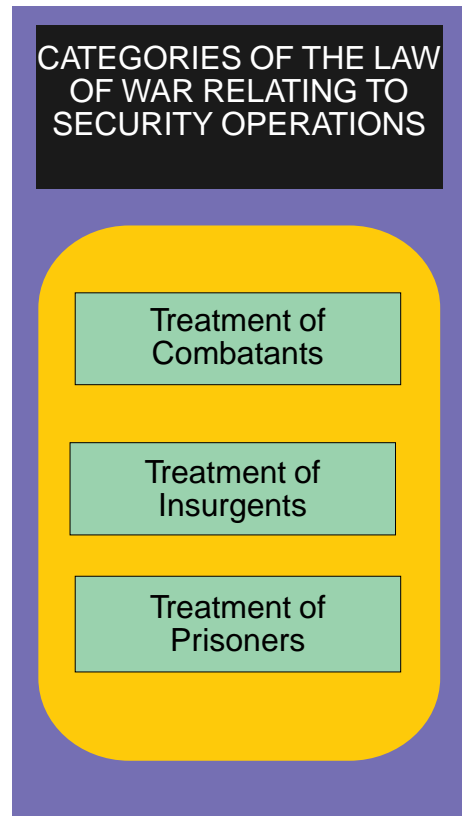 CATEGORIES OF THE LAW
OF WAR RELATING TO
SECURITY OPERATIONS
Treatment of
Combatants
Treatment of
Insurgents
Treatment of
Prisoners